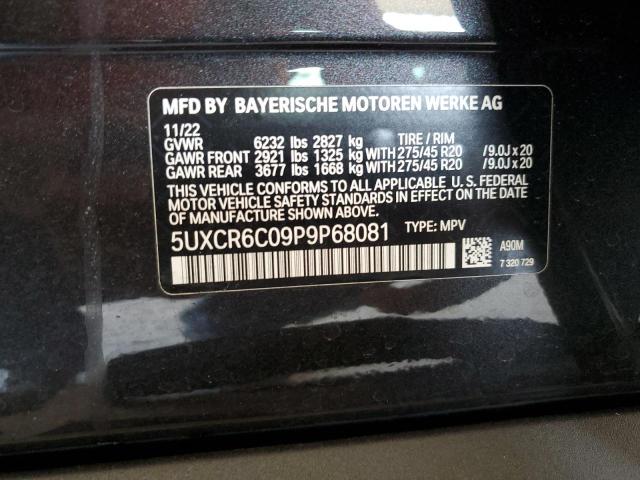 MFD BY BAYERISCHE MOTOREN WERKE AG
11/22
GVWR 6232 lbs 2827 kg TIRE / RIM
GAWR FRONT 2921 lbs 1325 kg WITH 275/45 R20 /9.0J x 20
GAWR REAR 3677 lbs 1668 kg WITH 275/45 R20 /9.0J x 20
THIS VEHICLE CONFORMS TO ALL APPLICABLE U. S. FEDERAL
MOTOR VEHICLE SAFETY STANDARDS IN EFFECT ON THE DATE
OF MANUFACTURE SHOWN ABOVE.
5UXCR6C09P9P68081 TYPE: MPV
A90M
7 320 729